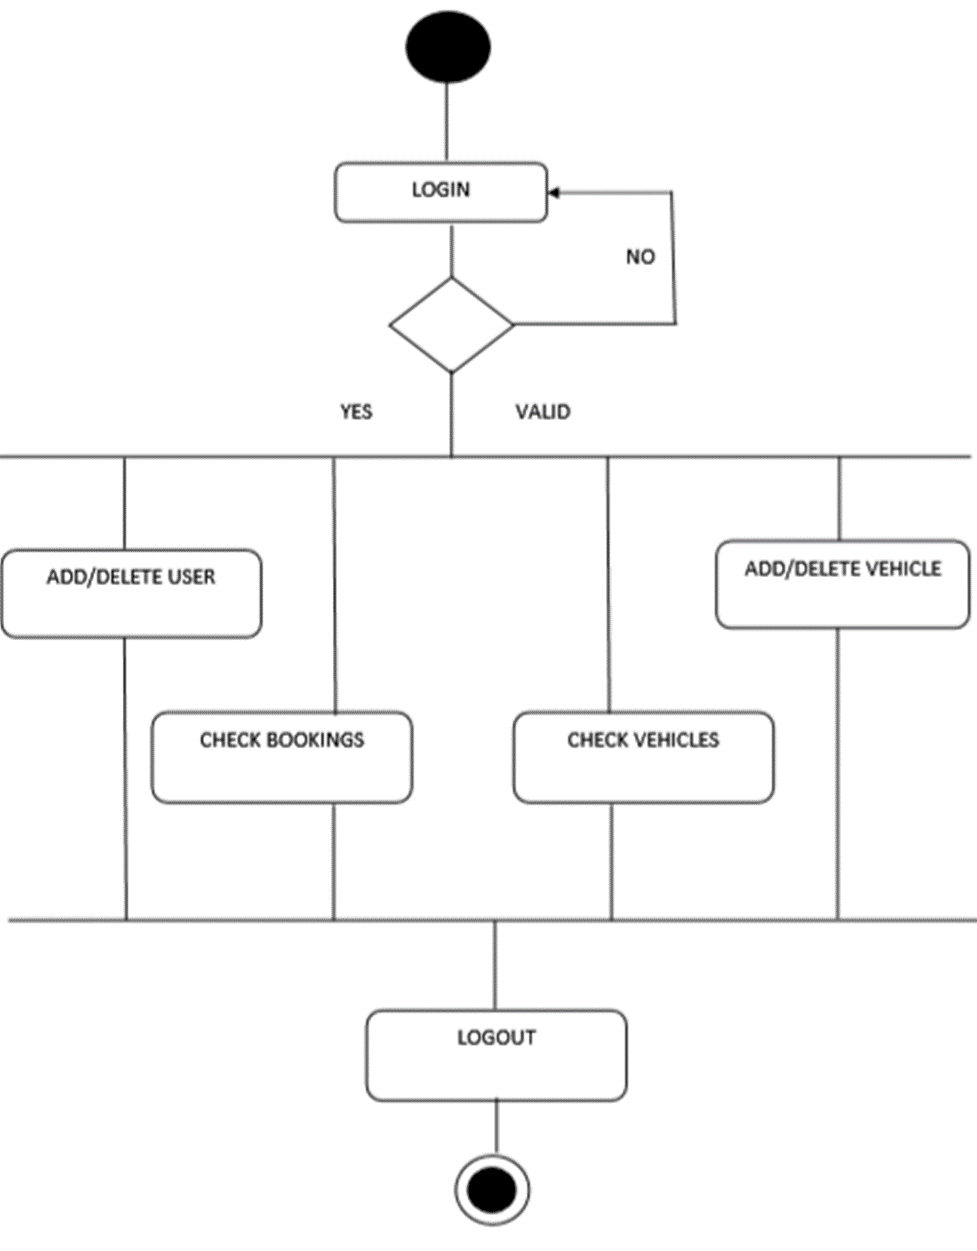 LOGIN
NO
YES
VALID
ADD/DELETE USER
ADD/DELETE VEHICLE
CHECK BOOKINGS
CHECK VEHICLES
LOGOUT